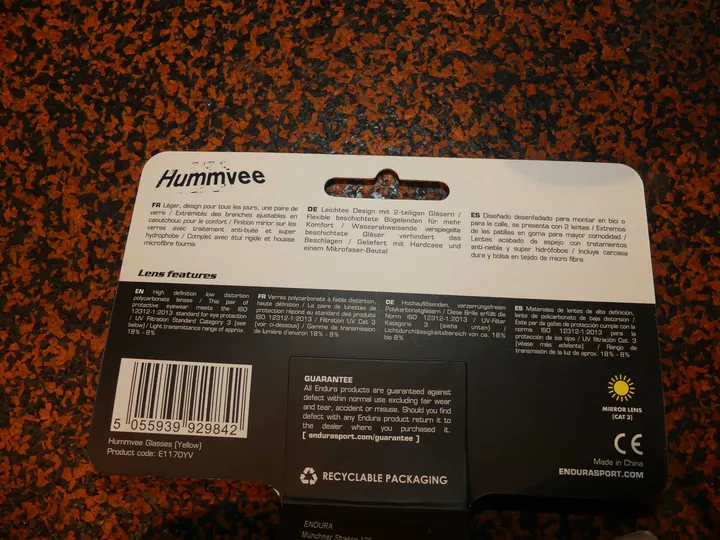 Hummvee
FR Léger, design pour tous les jours, une paire de
verre / Extrémités des branches ajustables en
caoutchouc pour le confort / Finition mirior sur les
verres avec traitement anti-buée et super
hydrophobe / Complet avec étui rigide et housse
microfibre fournis
DE Leichtes Design mit 2-teiligen Gläsern /
Flexible beschichtete Bügelenden für mehr
Komfort / Wasserabweisende verspiegelte
beschichtete Gläser verhindert das
Beschlagen / Geliefert mit Hardcase und
einem Mikrofaser-Beutel
ES Diseñado desenfadado para montar en bici o
para la calle, se presenta con 2 lentes / Extremos
de las patillas en goma para mayor comodidad /
Lentes acabado de espejo con tratamientos
anti-niebla y super hidrófobos / Incluye carcasa
dura y bolsa en tejido de micro fibra
Lens features
EN High definition low distortion
polycarbonate lenses / This pair of
protective eyewear meets the ISO
12312-1:2013 standard for eye protection
/ UV filtration Standard Category 3 (see
below) / Light transmittance range of approx.
18% - 8%
FR Verres polycarbonate à faible distortion,
haute définition / La paire de lunettes de
protection répond au standard des produits
ISO 12312-1:2013 / Filtration UV Cat 3
(voir ci-dessous) / Gamme de transmission
de lumière d'environ 18% - 8%
DE Hochauflösenden, verzerrungsfreien
Polykarbonatgläsern / Diese Brille erfüllt die
Norm ISO 12312-1:2013 / UV-Filter
Kategorie 3 (siehe unten) /
Lichtdurchlässigkeitsbereich von ca. 18%
bis 8%
ES Materiales de lentes de alta definición,
lente de policarbonato de baja distorsion /
Este par de gafas de protección cumple con la
norma ISO 12312-1:2013 para la
protección de los ojos / UV filtración Cat. 3
(véase más adelante) / Rango de
transmisión de la luz de aprox. 18% - 8%
5 055939 929842
Hummvee Glasses (Yellow)
Product code: E1170YV
GUARANTEE
All Endura products are guaranteed against
defect within normal use excluding fair wear
and tear, accident or misuse. Should you find
defect with any Endura product return it to
the dealer where you purchased it.
[ endurasport.com/guarantee ]
RECYCLABLE PACKAGING
MIRROR LENS
(CAT 3)
CE
Made in China
ENDURASPORT.COM
ENDURA
Münchner Strasse